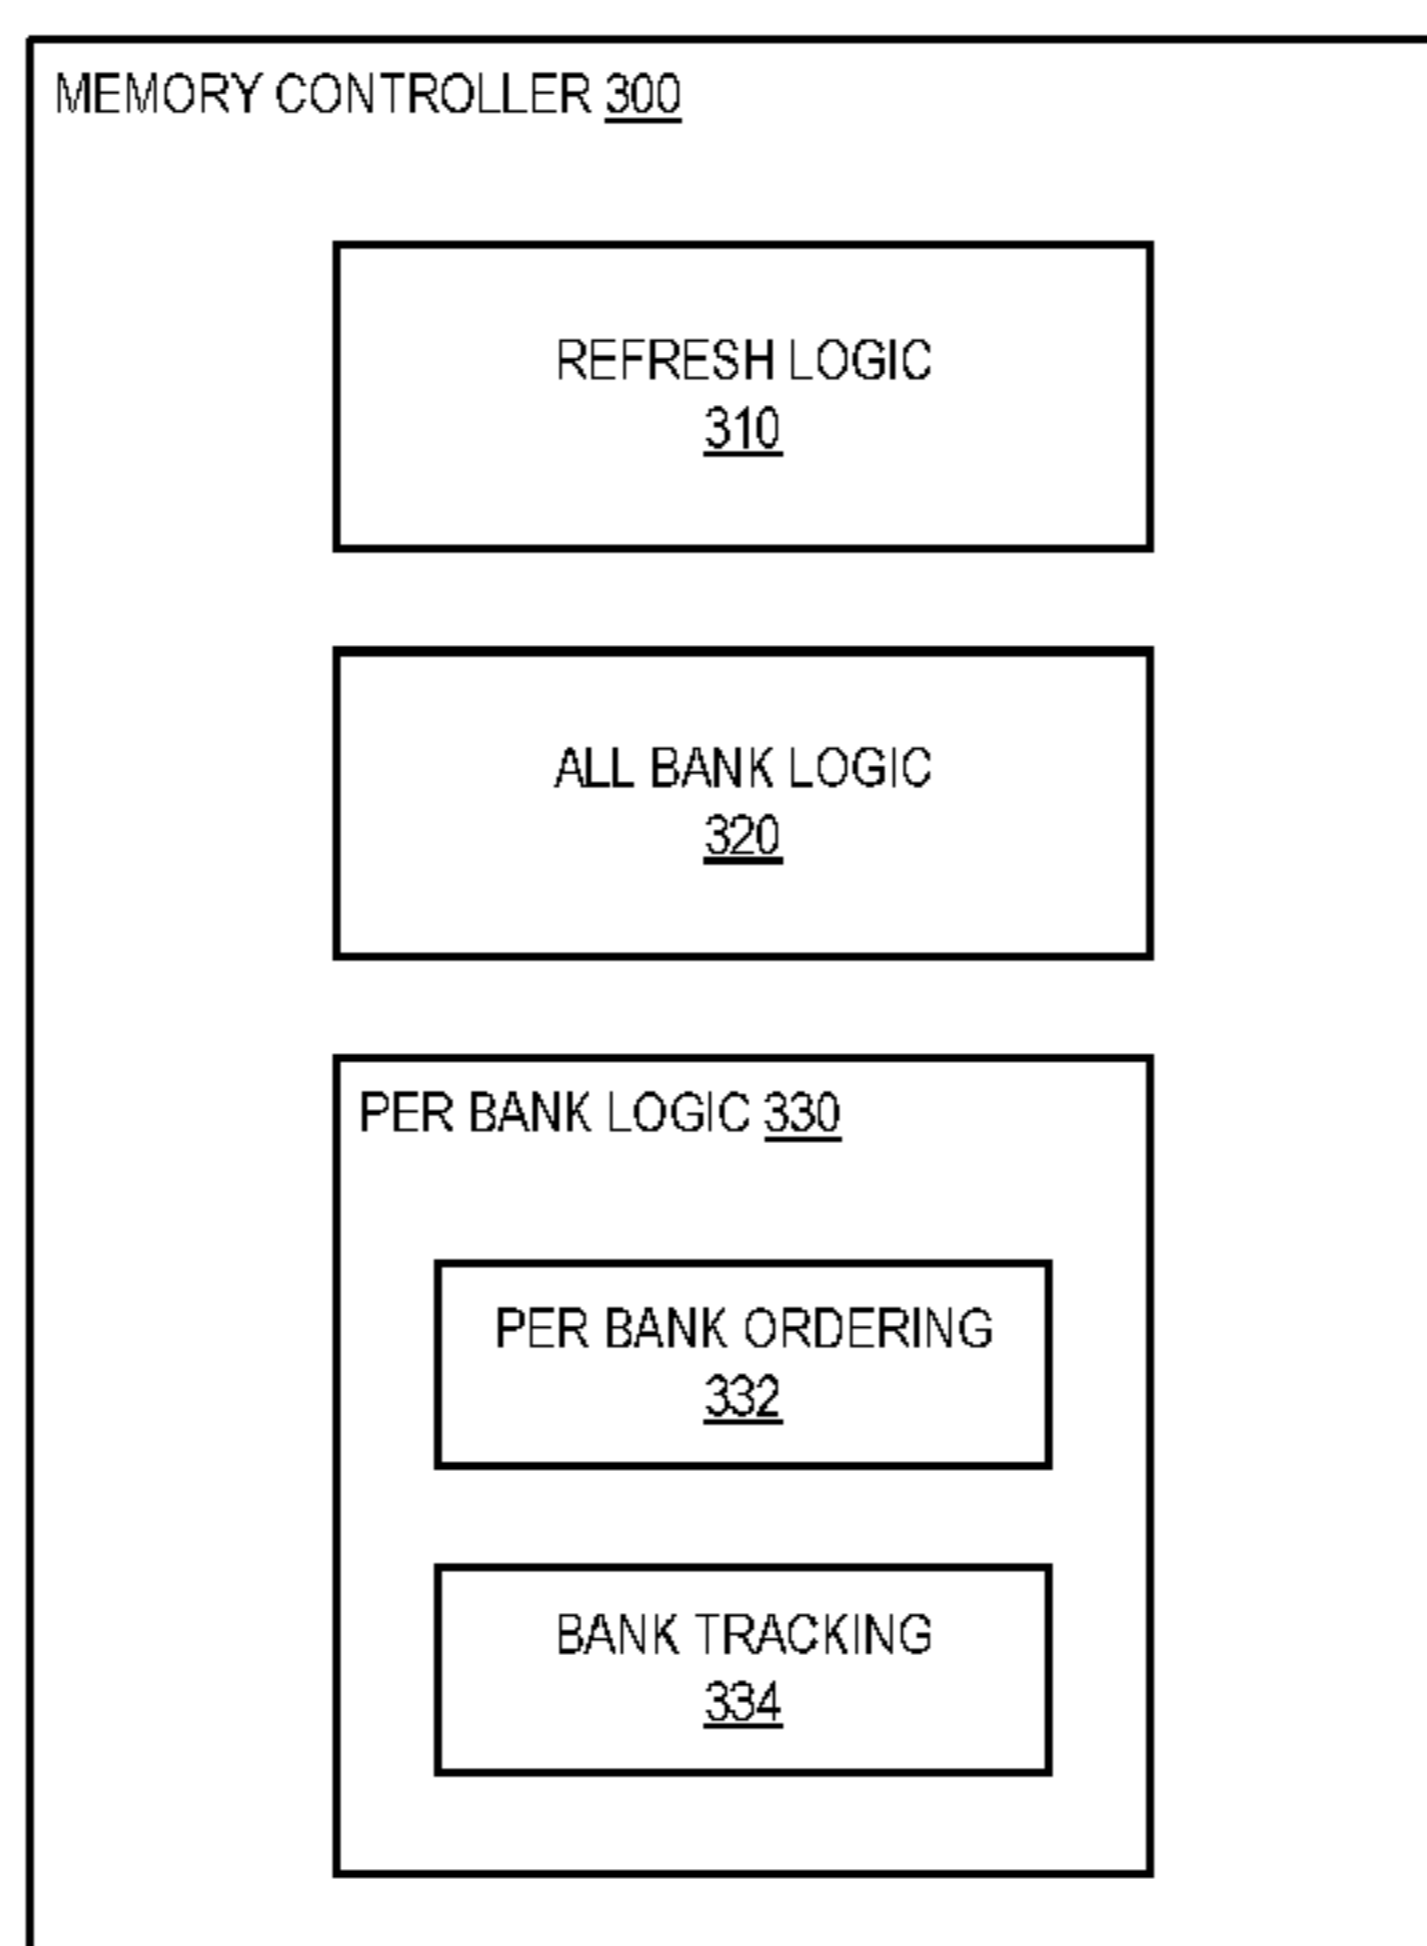 MEMORY CONTROLLER 300
REFRESH LOGIC
310
ALL BANK LOGIC
320
PER BANK LOGIC 330
PER BANK ORDERING
332
BANK TRACKING
334